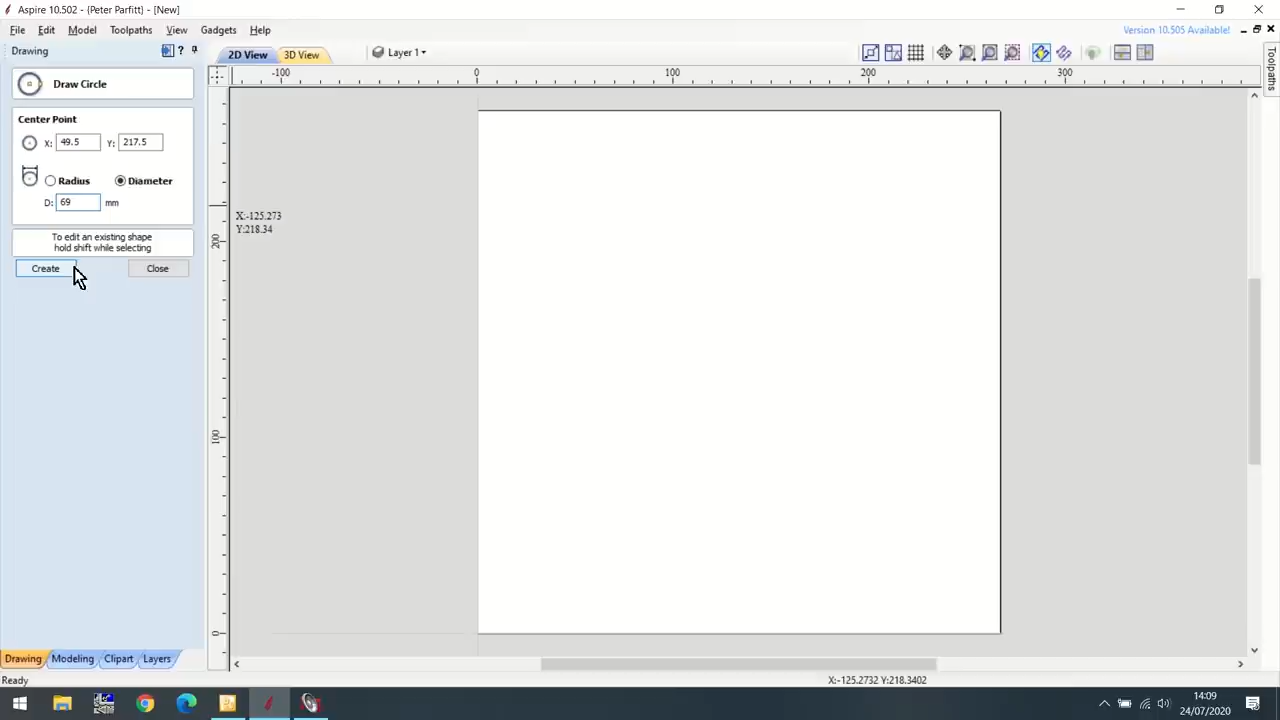 Aspire 10.502 - (Peter Parfitt) - [New]
File Edit Model Toolpaths View Gadgets Help
Version 10.505 Available!
Drawing
?
2D View 3D View
Layer 1
Toolpaths
-100 0 100 200 300
Draw Circle
Center Point
X: 49.5 Y: 217.5
Radius Diameter
D: 69 mm
To edit an existing shape
hold shift while selecting
Create Close
X:-125.273
Y:218.34
200
100
0
Drawing Modeling Clipart Layers
Ready
X:-125.2732 Y:218.3402
14:09
24/07/2020